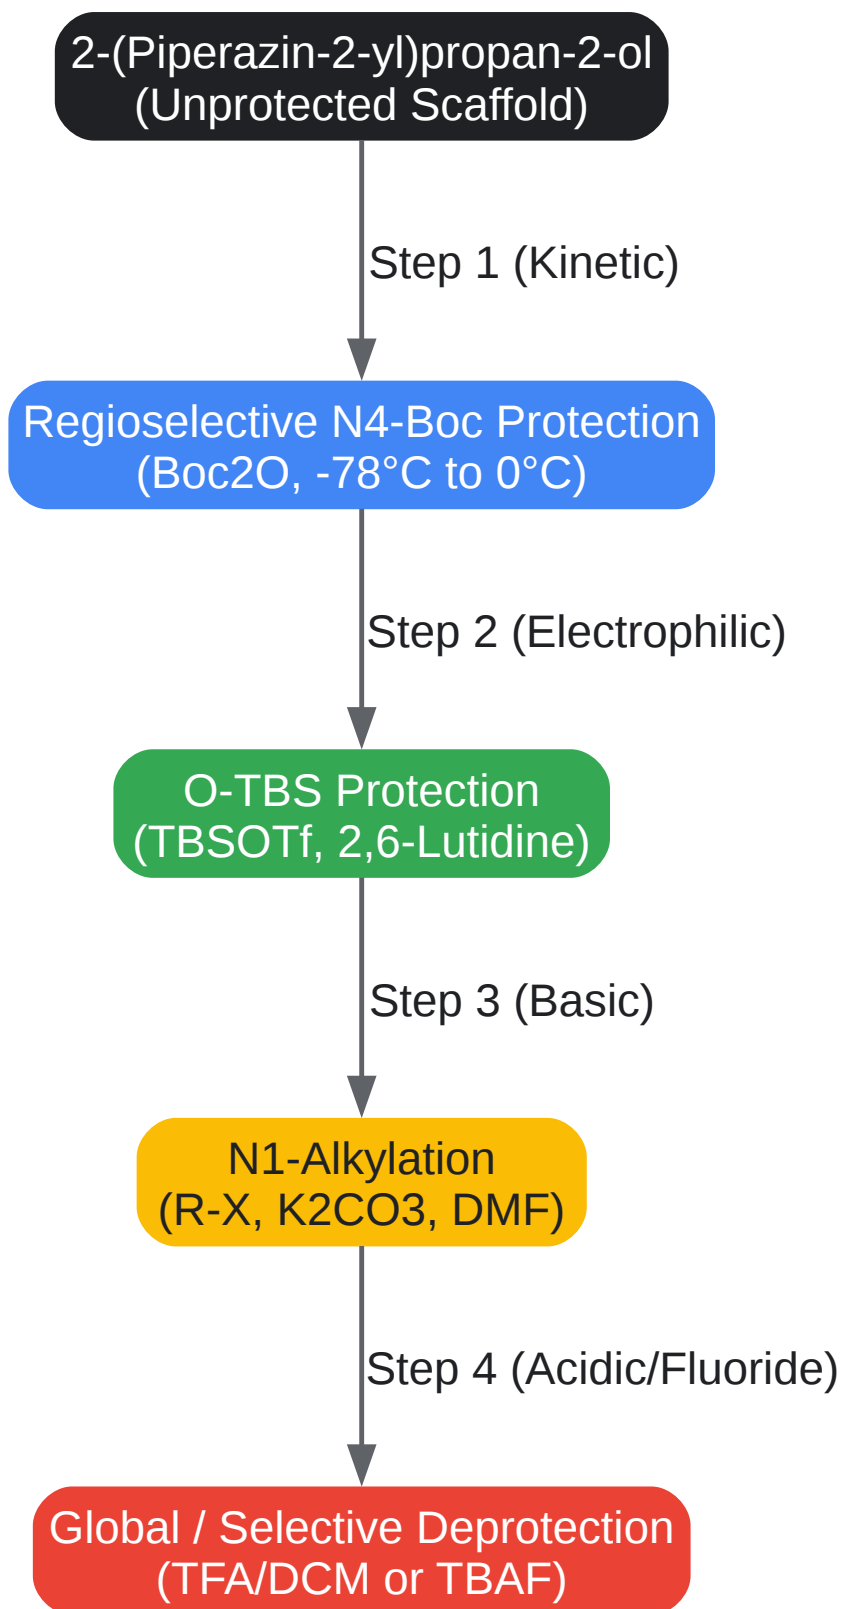 2-(Piperazin-2-yl)propan-2-ol
(Unprotected Scaffold)
Step 1 (Kinetic)
Regioselective N4-Boc Protection
(Boc2O, -78°C to 0°C)
Step 2 (Electrophilic)
O-TBS Protection
(TBSOTf, 2,6-Lutidine)
Step 3 (Basic)
N1-Alkylation
(R-X, K2CO3, DMF)
Step 4 (Acidic/Fluoride)
Global / Selective Deprotection
(TFA/DCM or TBAF)